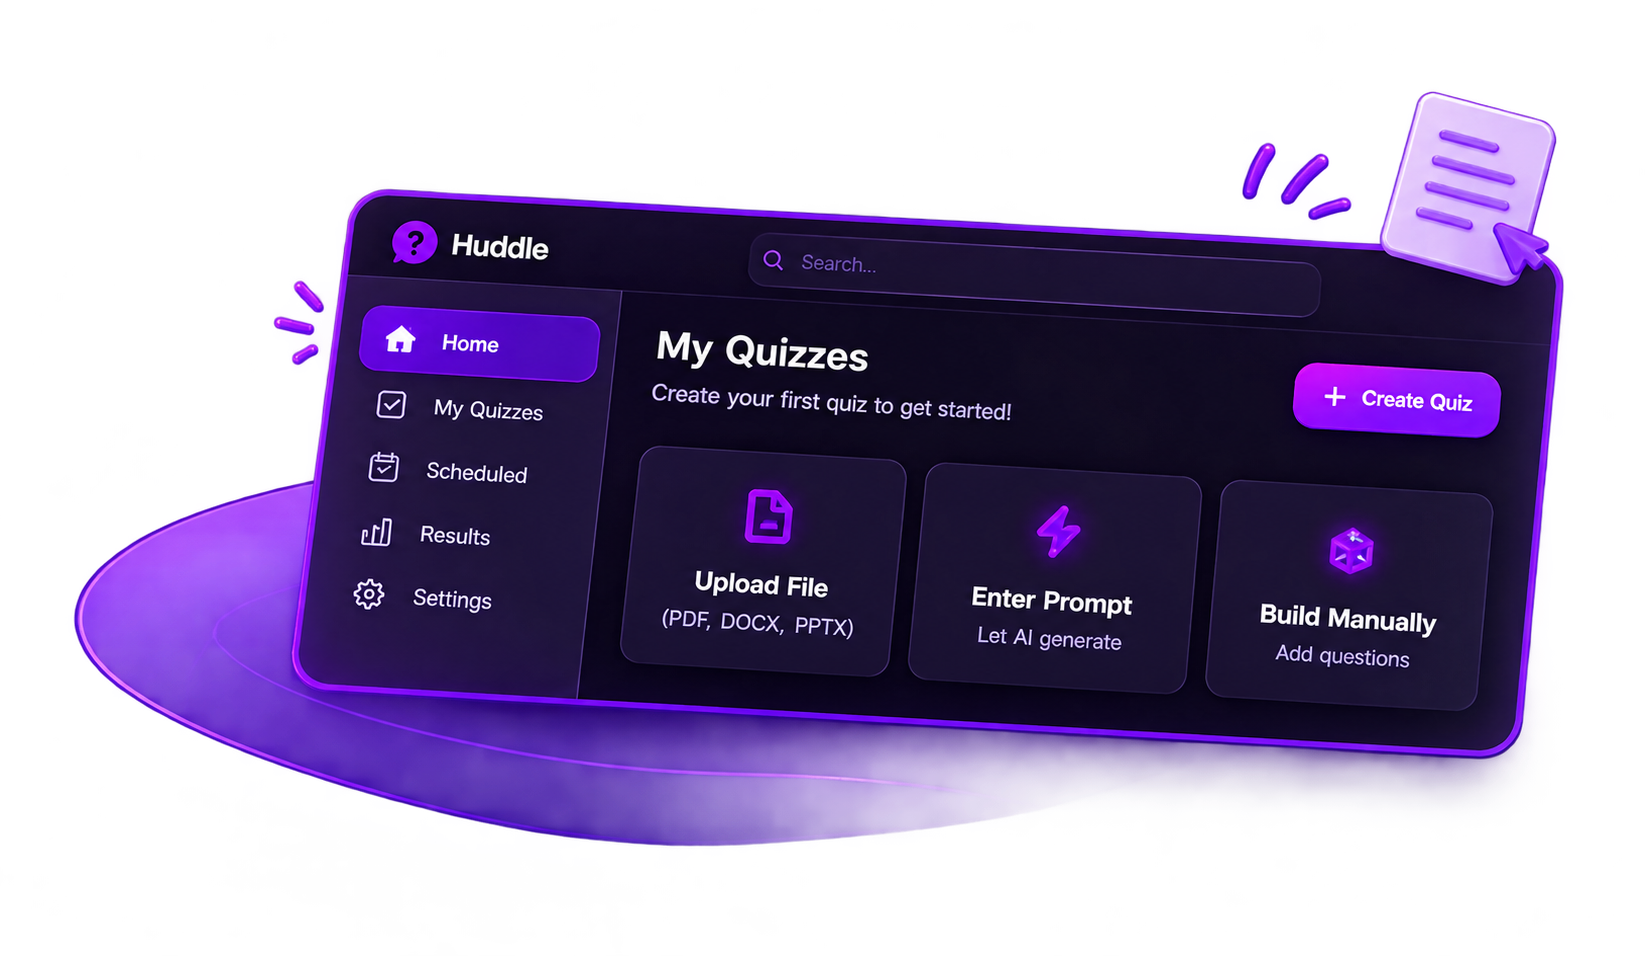 Huddle
Search...
Home
My Quizzes
Scheduled
Results
Settings
My Quizzes
Create your first quiz to get started!
+ Create Quiz
Upload File
(PDF, DOCX, PPTX)
Enter Prompt
Let AI generate
Build Manually
Add questions